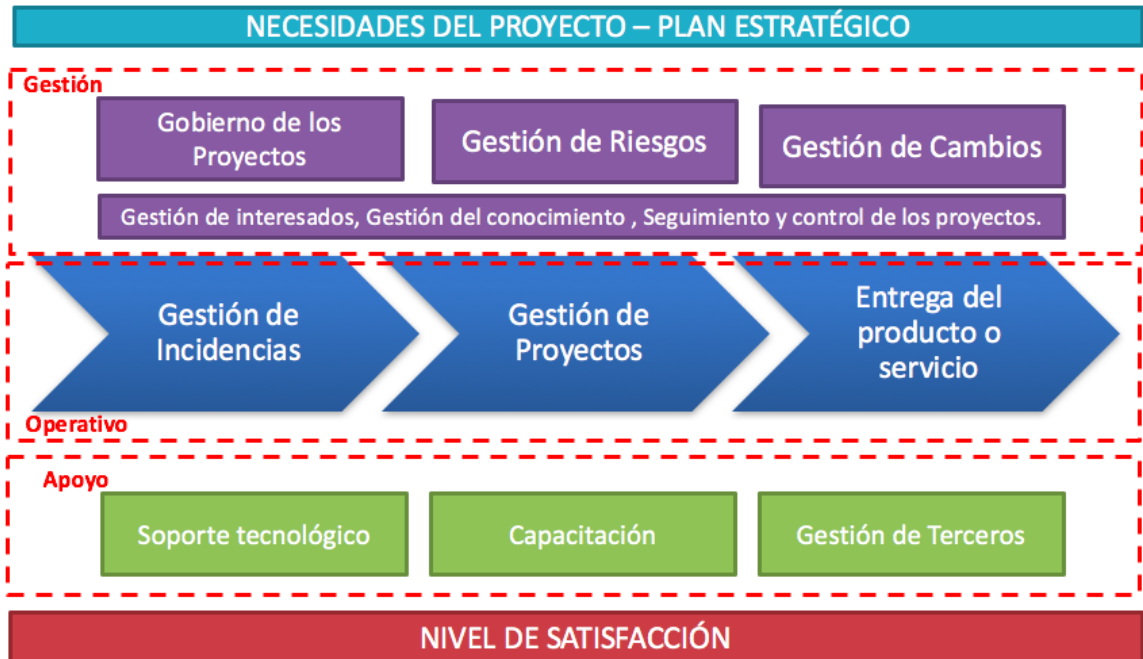 NECESIDADES DEL PROYECTO – PLAN ESTRATÉGICO
Gestión
Gobierno de los
Proyectos
Gestión de Riesgos
Gestión de Cambios
Gestión de interesados, Gestión del conocimiento , Seguimiento y control de los proyectos.
Gestión de
Incidencias
Gestión de
Proyectos
Entrega del
producto o
servicio
Operativo
Apoyo
Soporte tecnológico
Capacitación
Gestión de Terceros
NIVEL DE SATISFACCIÓN